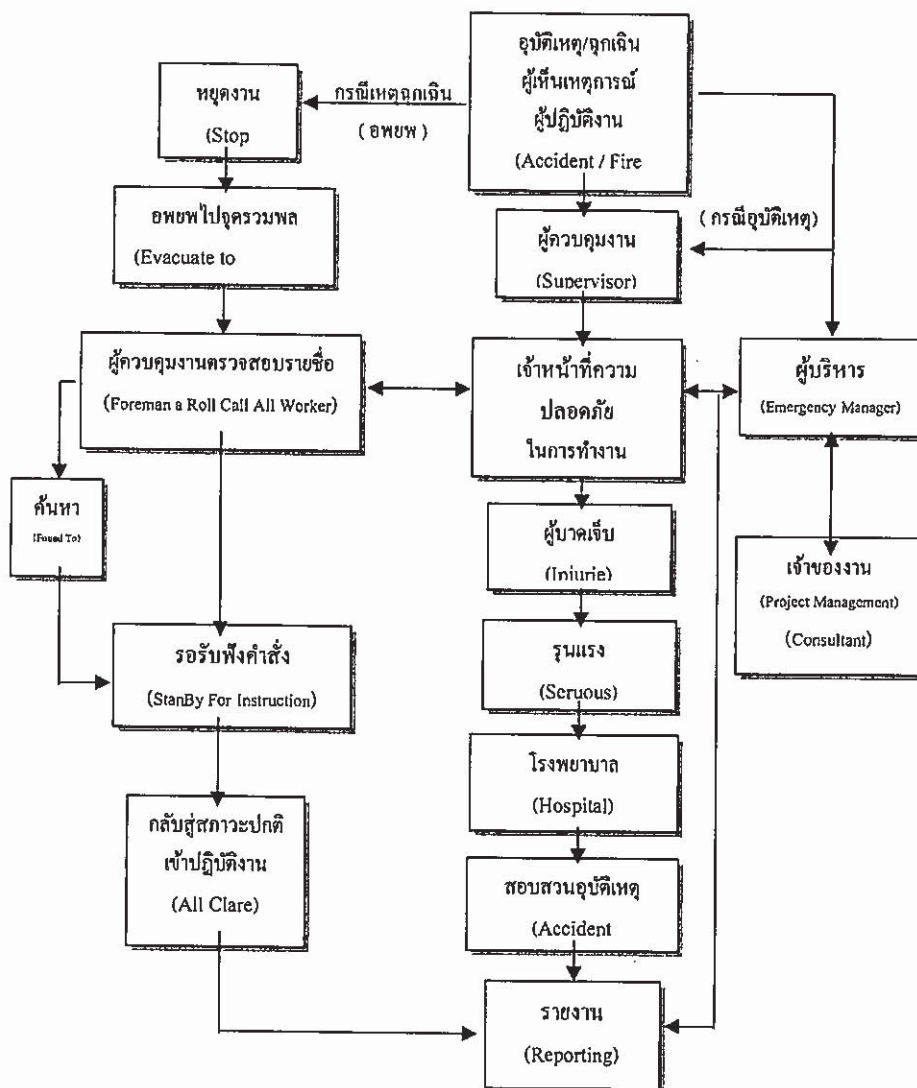 อุบัติเหตุ/ฉุกเฉิน
ผู้เห็นเหตุการณ์
ผู้ปฏิบัติงาน
(Accident / Fire
กรณีเหตุฉุกเฉิน
(อพยพ)
หยุดงาน
(Stop
อพยพไปจุดรวมพล
(Evacuate to
(กรณีอุบัติเหตุ)
ผู้ควบคุมงาน
(Supervisor)
ผู้ควบคุมงานตรวจสอบรายชื่อ
(Foreman a Roll Call All Worker)
เจ้าหน้าที่ความ
ปลอดภัย
ในการทำงาน
ผู้บริหาร
(Emergency Manager)
ค้นหา
(Found To)
ผู้บาดเจ็บ
(Injurie)
เจ้าของงาน
(Project Management)
(Consultant)
รอรับฟังคำสั่ง
(StanBy For Instruction)
รุนแรง
(Seruous)
โรงพยาบาล
(Hospital)
กลับสู่สภาวะปกติ
เข้าปฏิบัติงาน
(All Clare)
สอบสวนอุบัติเหตุ
(Accident
รายงาน
(Reporting)